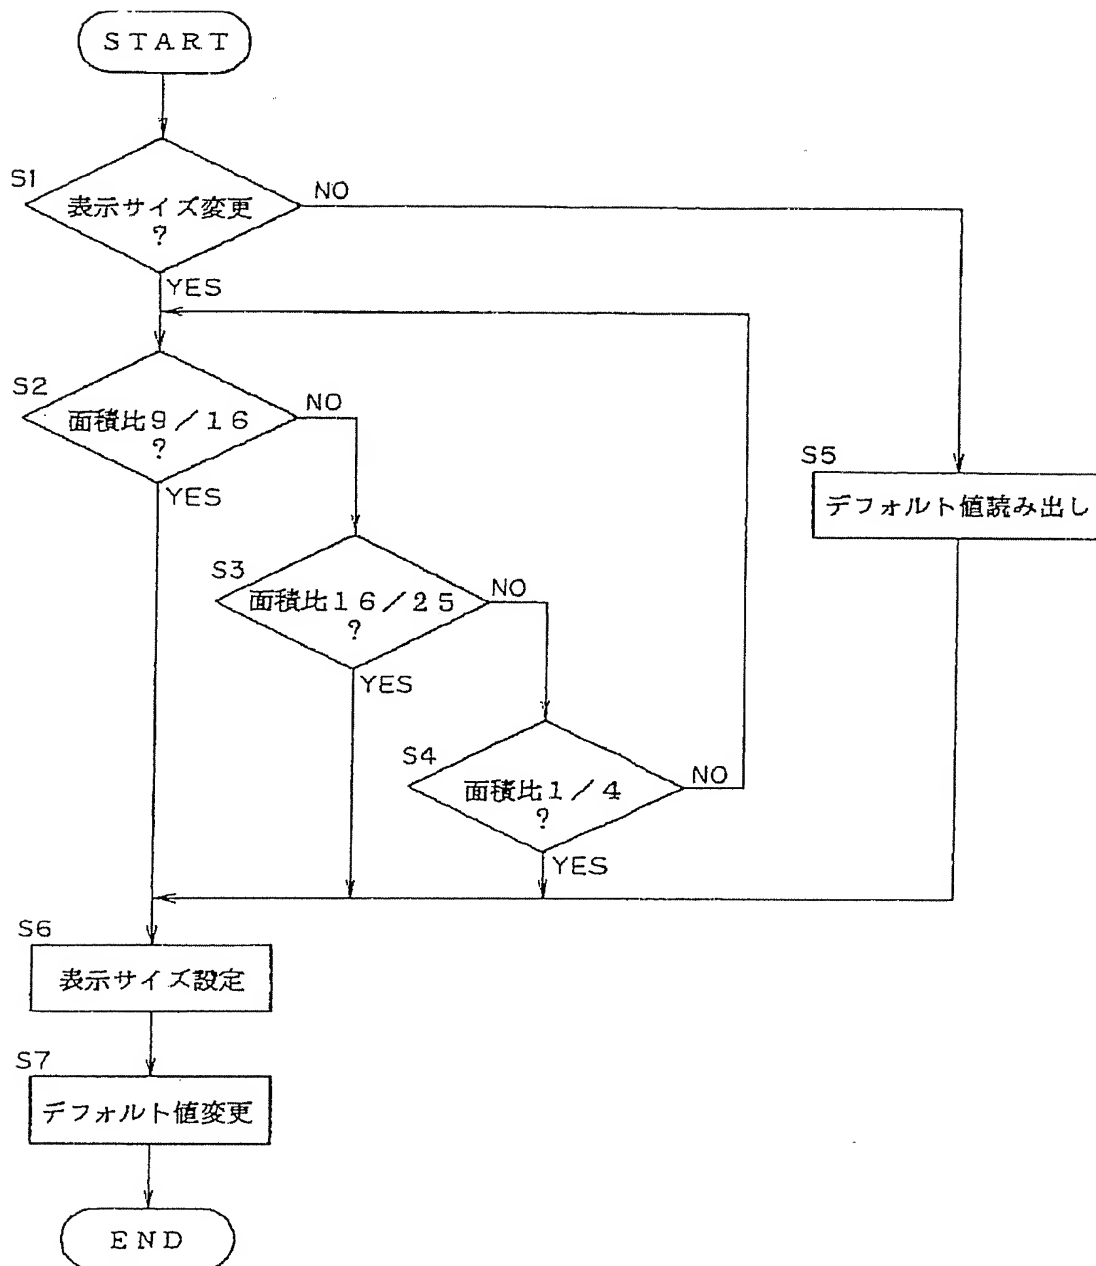 START
S1
表示サイズ変更
?
NO
YES
S2
面積比9/16
?
NO
YES
S5
デフォルト値読み出し
S3
面積比16/25
?
NO
YES
S4
面積比1/4
?
NO
YES
S6
表示サイズ設定
S7
デフォルト値変更
END